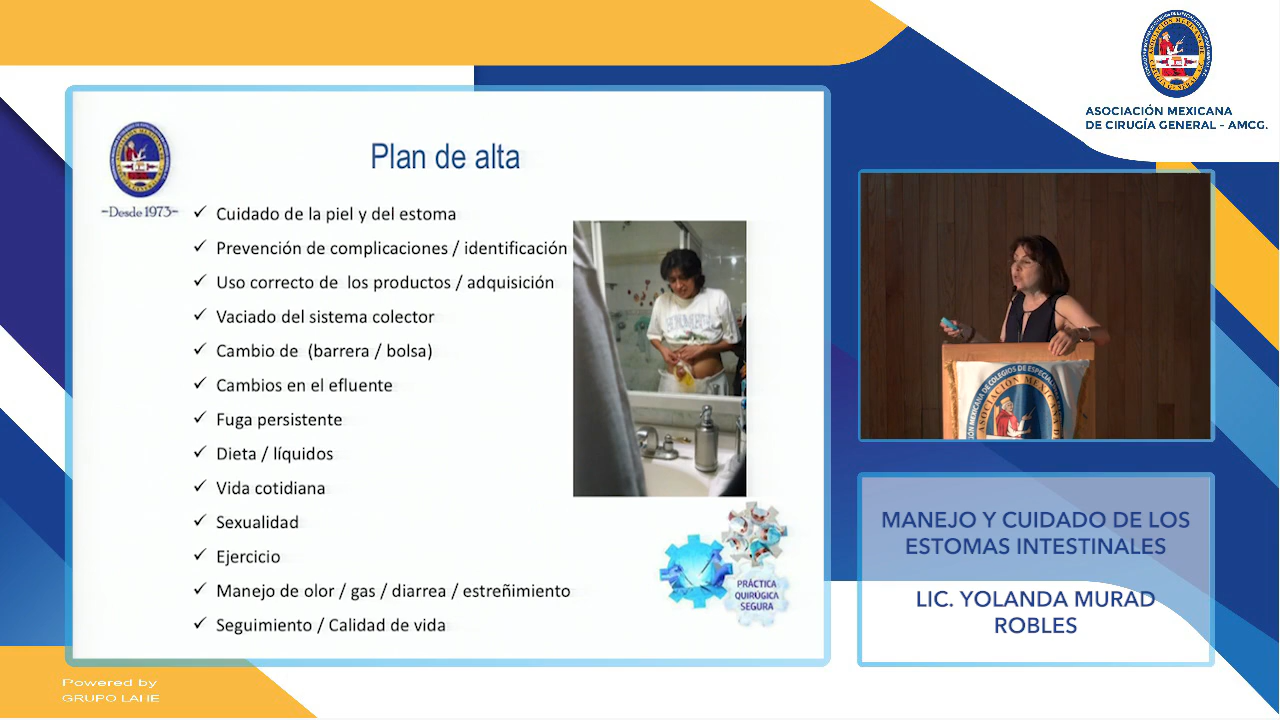 ASOCIACIÓN MEXICANA
DE CIRUGÍA GENERAL - AMCG.
Plan de alta
-Desde 1973-
✓ Cuidado de la piel y del estoma
✓ Prevención de complicaciones / identificación
✓ Uso correcto de los productos / adquisición
✓ Vaciado del sistema colector
✓ Cambio de (barrera / bolsa)
✓ Cambios en el efluente
✓ Fuga persistente
✓ Dieta / líquidos
✓ Vida cotidiana
✓ Sexualidad
✓ Ejercicio
✓ Manejo de olor / gas / diarrea / estreñimiento
✓ Seguimiento / Calidad de vida
PRÁCTICA
QUIRÚGICA
SEGURA
MANEJO Y CUIDADO DE LOS
ESTOMAS INTESTINALES
LIC. YOLANDA MURAD
ROBLES
Powered by
GRUPO LAHE